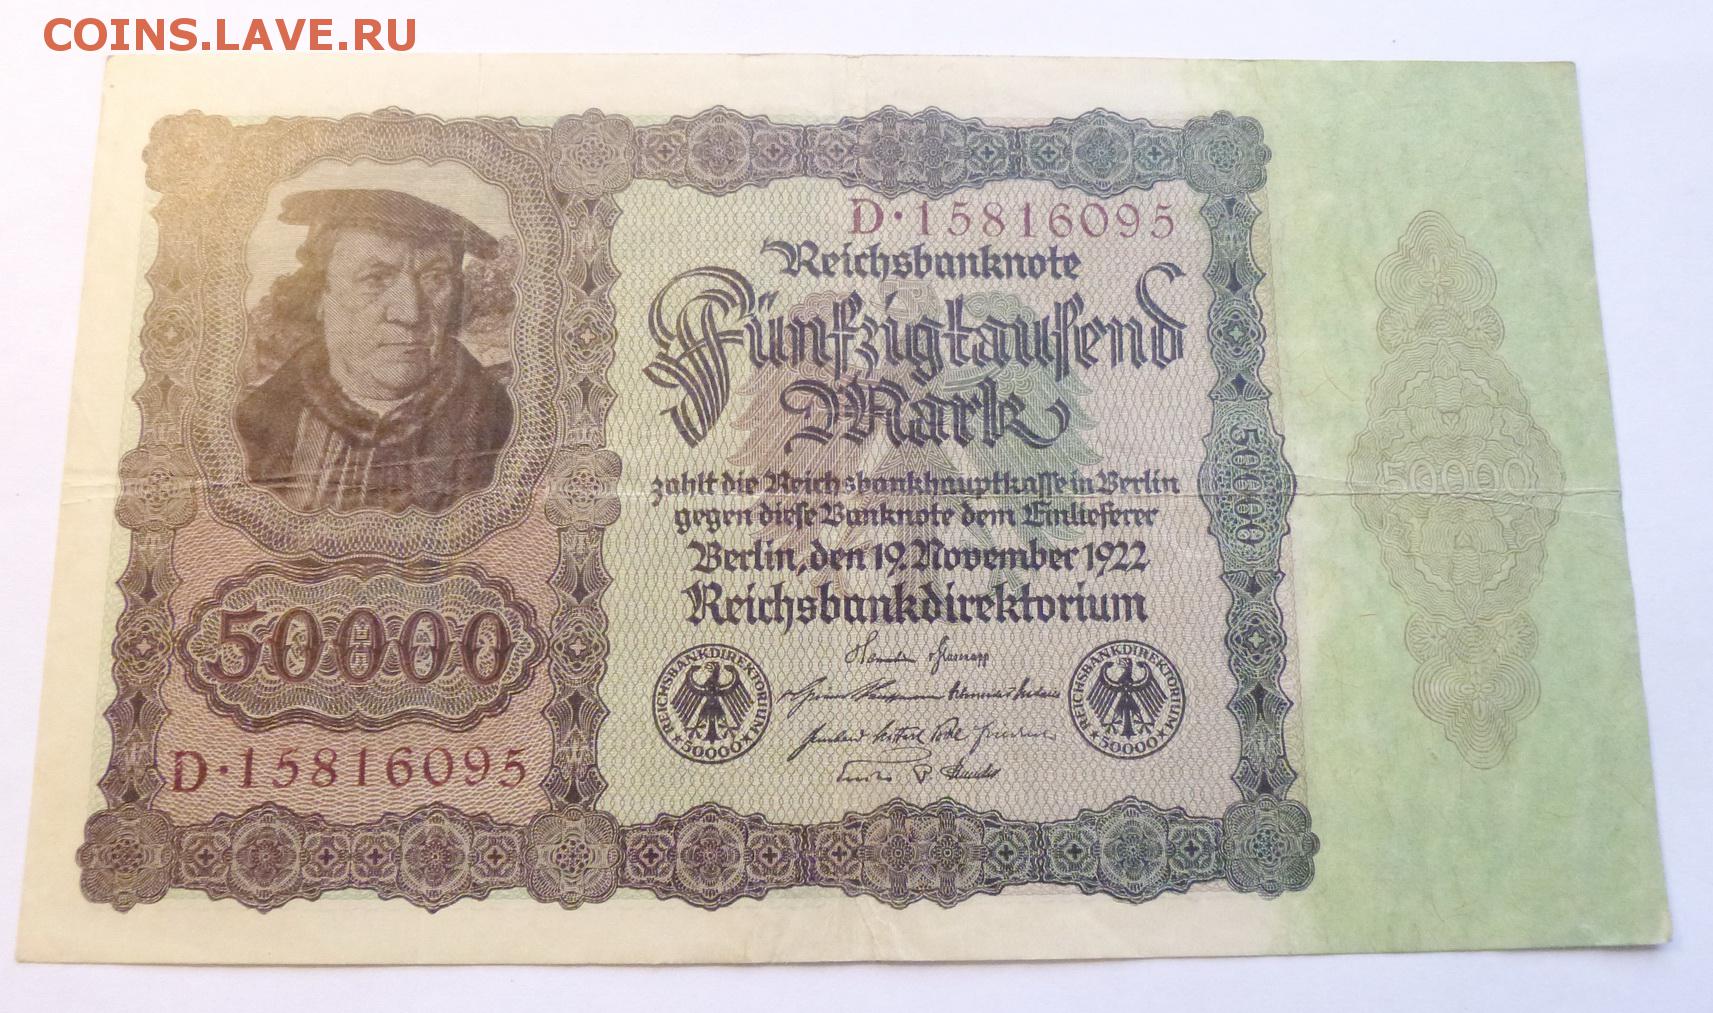 COINS.LAVE.RU
D·15816095
Reichsbanknote
Fünfzigtausend
Mark
zahlt die Reichsbankhauptkasse in Berlin
gegen diese Banknote dem Einlieferer
Berlin, den 19. November 1922
Reichsbankdirektorium
REICHSBANKDIREKTORIUM
50000
REICHSBANKDIREKTORIUM
50000
50000
D·15816095
50000
50000